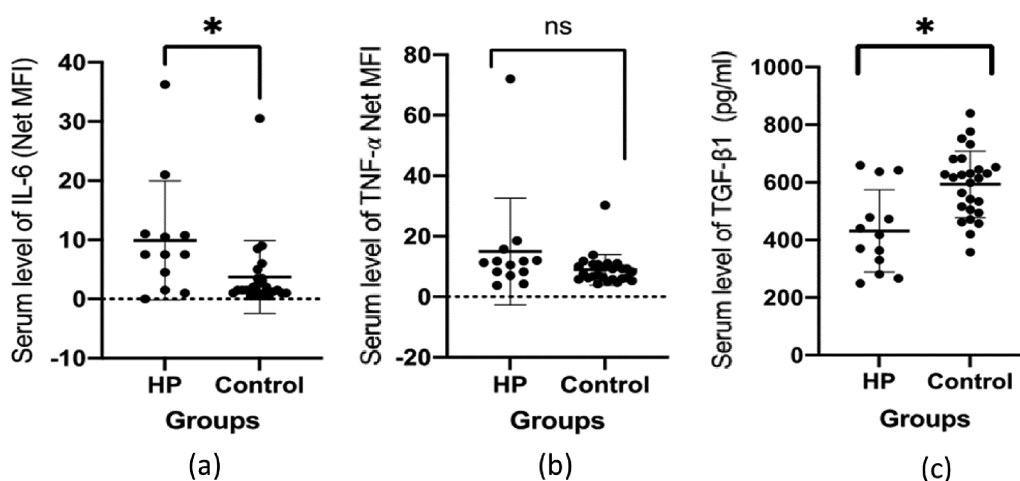 *
Serum level of IL-6 (Net MFI)
40
30
20
10
0
-10
HP Control
Groups
(a)
ns
Serum level of TNF-α Net MFI
80
60
40
20
0
-20
HP Control
Groups
(b)
*
Serum level of TGF-β1 (pg/ml)
1000
800
600
400
200
0
HP Control
Groups
(c)